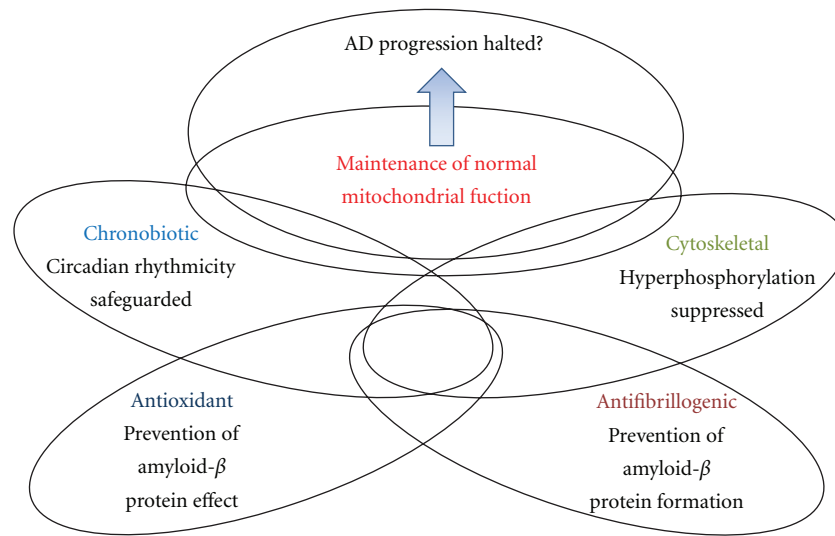 AD progression halted?
Maintenance of normal
mitochondrial fuction
Chronobiotic
Circadian rhythmicity
safeguarded
Cytoskeletal
Hyperphosphorylation
suppressed
Antioxidant
Prevention of
amyloid-β
protein effect
Antifibrillogenic
Prevention of
amyloid-β
protein formation